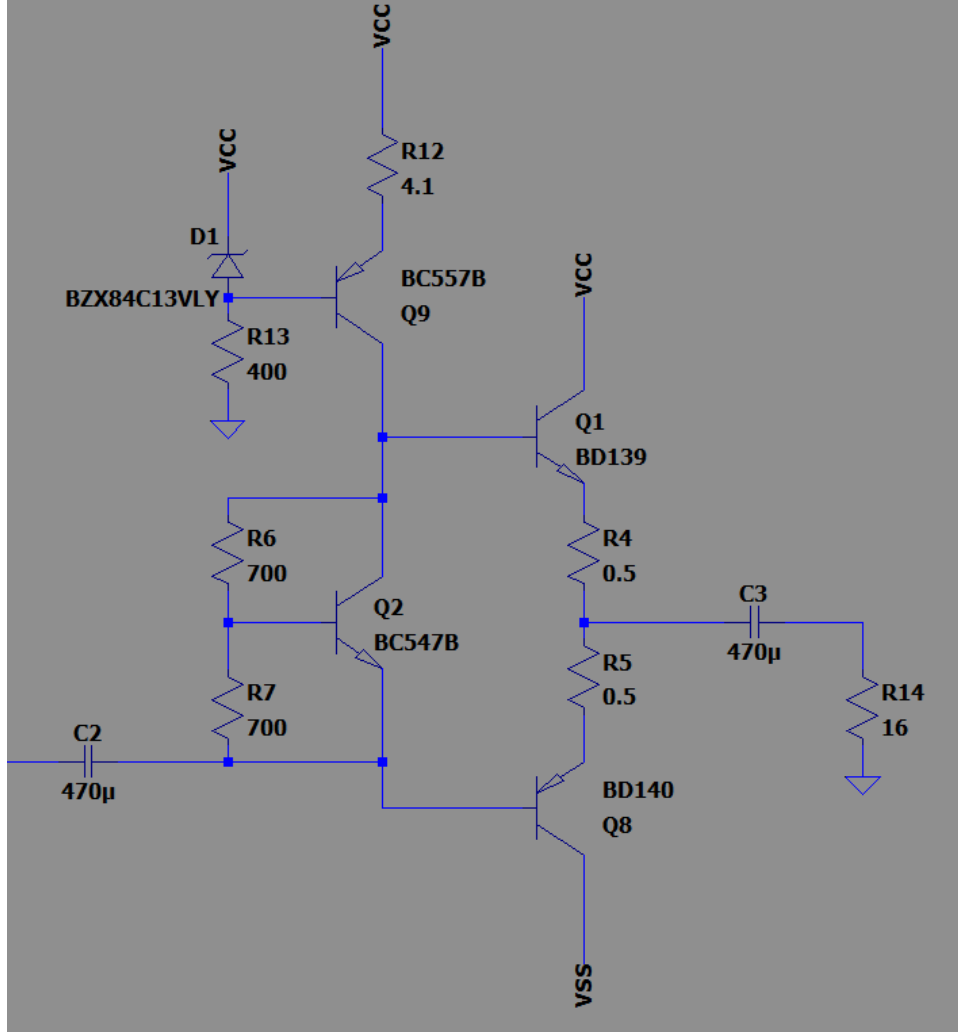 VCC
R12
4.1
VCC
D1
BZX84C13VLY
BC557B
Q9
VCC
R13
400
Q1
BD139
R6
700
R4
0.5
Q2
BC547B
C3
470µ
R7
700
R5
0.5
R14
16
C2
470µ
BD140
Q8
VSS